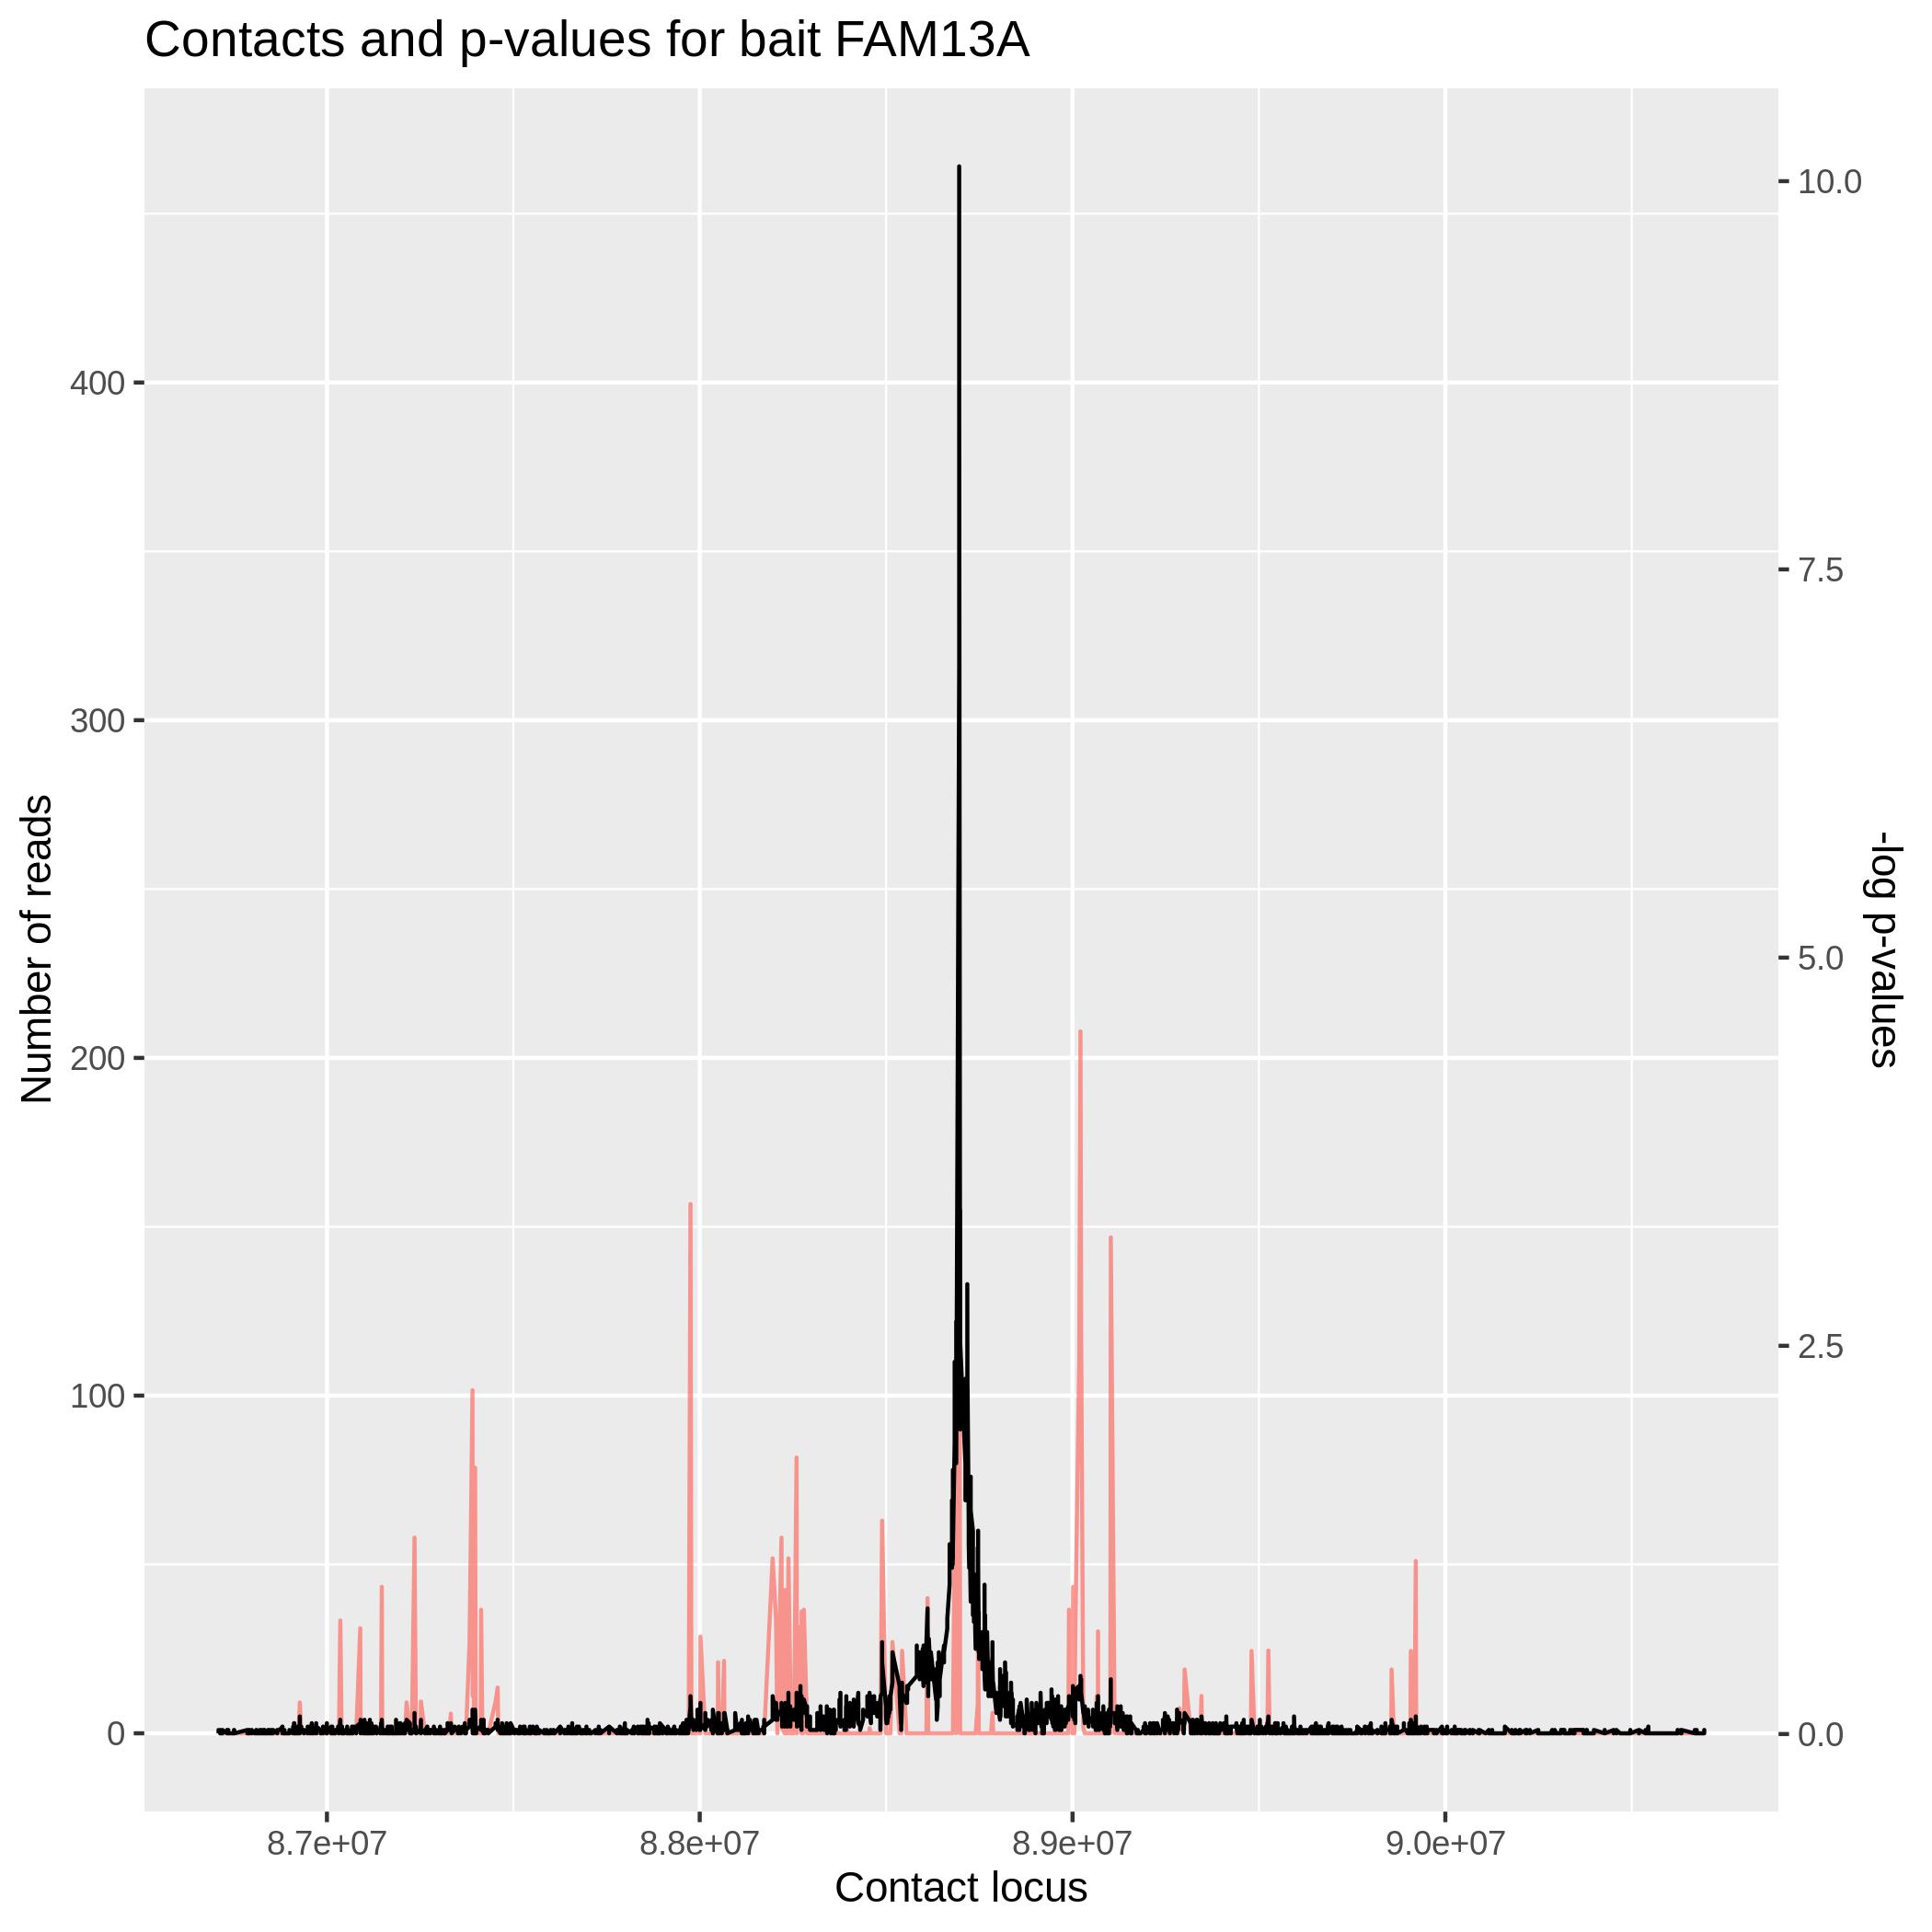 Contacts and p-values for bait FAM13A
Number of reads
400
300
200
100
0
10.0
7.5
5.0
2.5
0.0
-log p-values
8.7e+07
8.8e+07
8.9e+07
9.0e+07
Contact locus